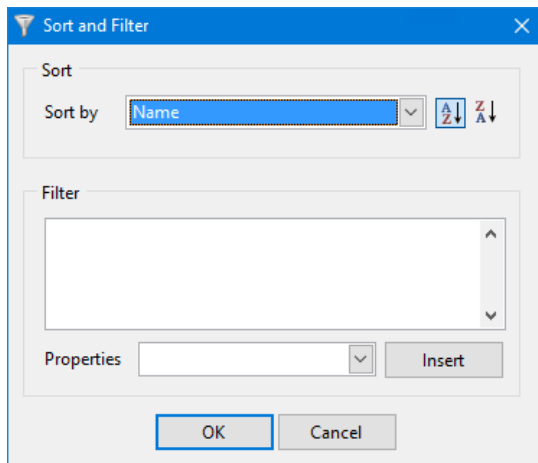 Sort and Filter
Sort
Sort by Name A Z Z A
Filter
Properties Insert
OK Cancel